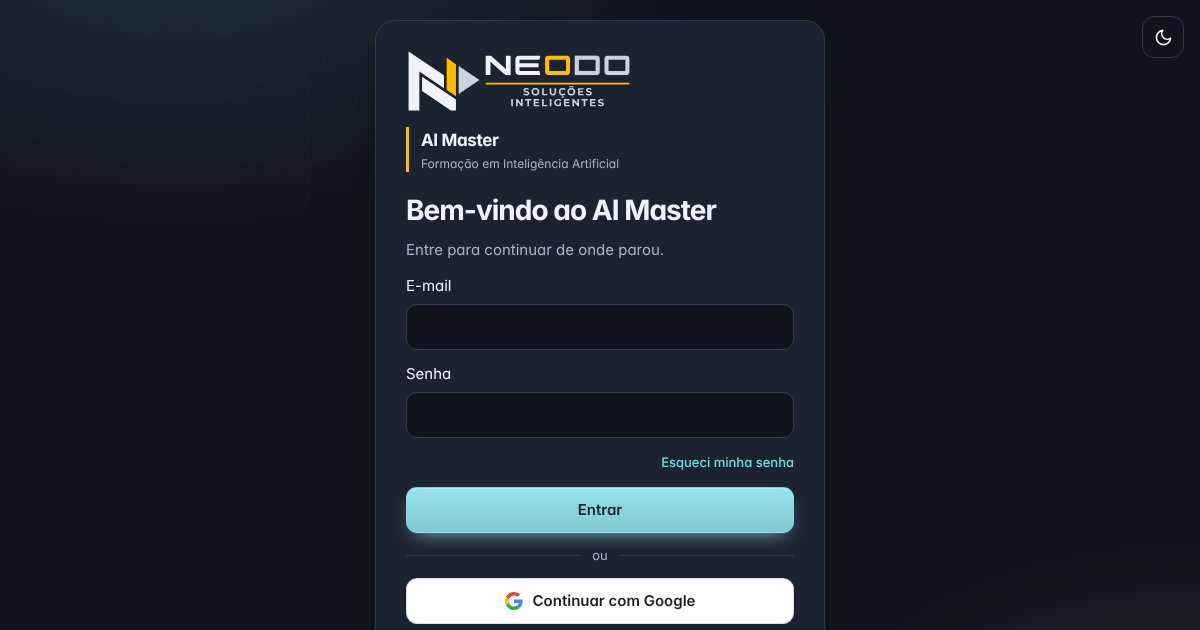 NEODO
SOLUÇÕES
INTELIGENTES
AI Master
Formação em Inteligência Artificial
Bem-vindo ao AI Master
Entre para continuar de onde parou.
E-mail
Senha
Esqueci minha senha
Entrar
ou
Continuar com Google